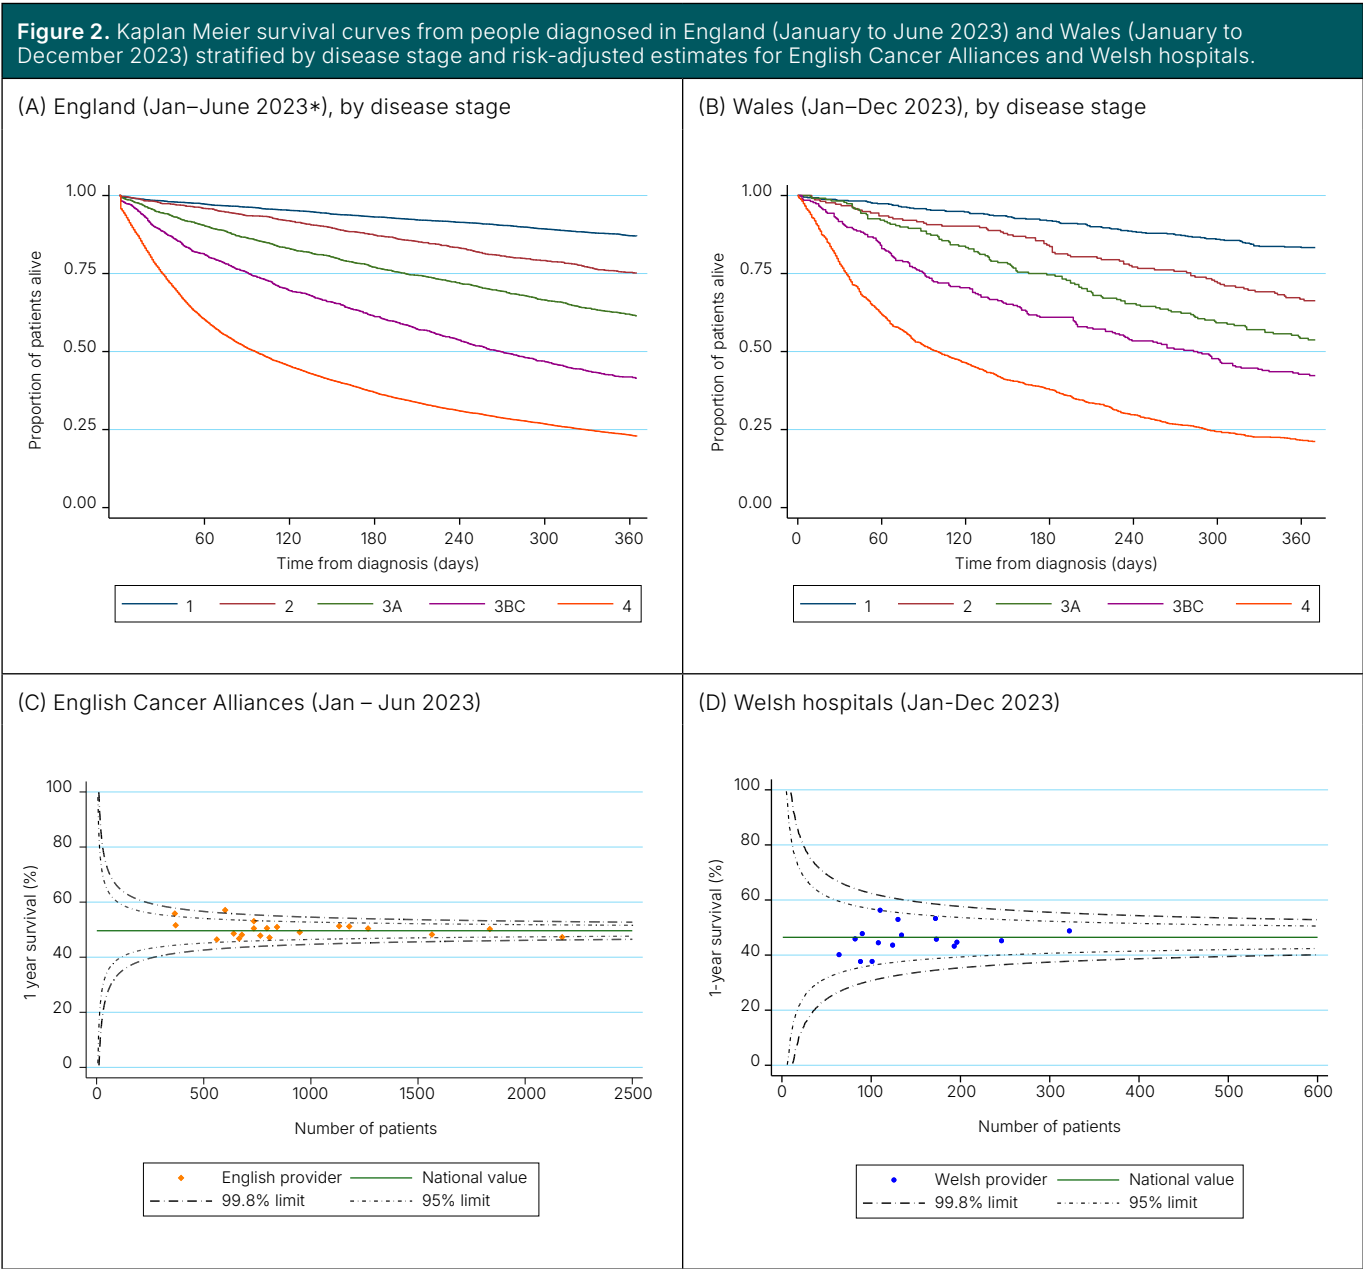 Figure 2. Kaplan Meier survival curves from people diagnosed in England (January to June 2023) and Wales (January to
December 2023) stratified by disease stage and risk-adjusted estimates for English Cancer Alliances and Welsh hospitals.
(A) England (Jan–June 2023*), by disease stage
1.00
0.75
0.50
0.25
0.00
Proportion of patients alive
60 120 180 240 300 360
Time from diagnosis (days)
1 2 3A 3BC 4
(B) Wales (Jan–Dec 2023), by disease stage
1.00
0.75
0.50
0.25
0.00
Proportion of patients alive
0 60 120 180 240 300 360
Time from diagnosis (days)
1 2 3A 3BC 4
(C) English Cancer Alliances (Jan – Jun 2023)
100
80
60
40
20
0
1 year survival (%)
0 500 1000 1500 2000 2500
Number of patients
English provider National value
99.8% limit 95% limit
(D) Welsh hospitals (Jan-Dec 2023)
100
80
60
40
20
0
1-year survival (%)
0 100 200 300 400 500 600
Number of patients
Welsh provider National value
99.8% limit 95% limit